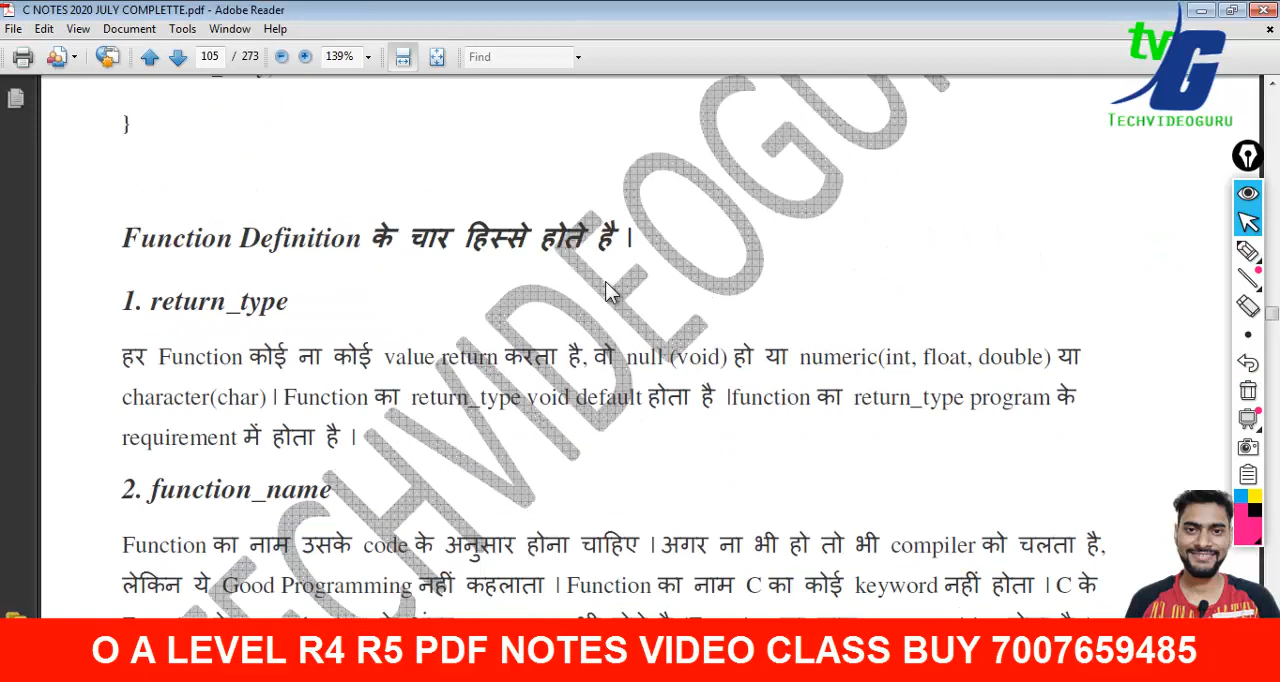 C NOTES 2020 JULY COMPLETTE.pdf - Adobe Reader
File Edit View Document Tools Window Help
105 / 273 139% Find
tv G
TECHVIDEOGURU
}
Function Definition के चार हिस्से होते है |
1. return_type
हर Function कोई ना कोई value return करता है, वो null (void) हो या numeric(int, float, double) या
character(char) | Function का return_type void default होता है |function का return_type program के
requirement में होता है |
2. function_name
Function का नाम उसके code के अनुसार होना चाहिए | अगर ना भी हो तो भी compiler को चलता है,
लेकिन ये Good Programming नहीं कहलाता | Function का नाम C का कोई keyword नहीं होता | C के
TECHVIDEOGU
O A LEVEL R4 R5 PDF NOTES VIDEO CLASS BUY 7007659485